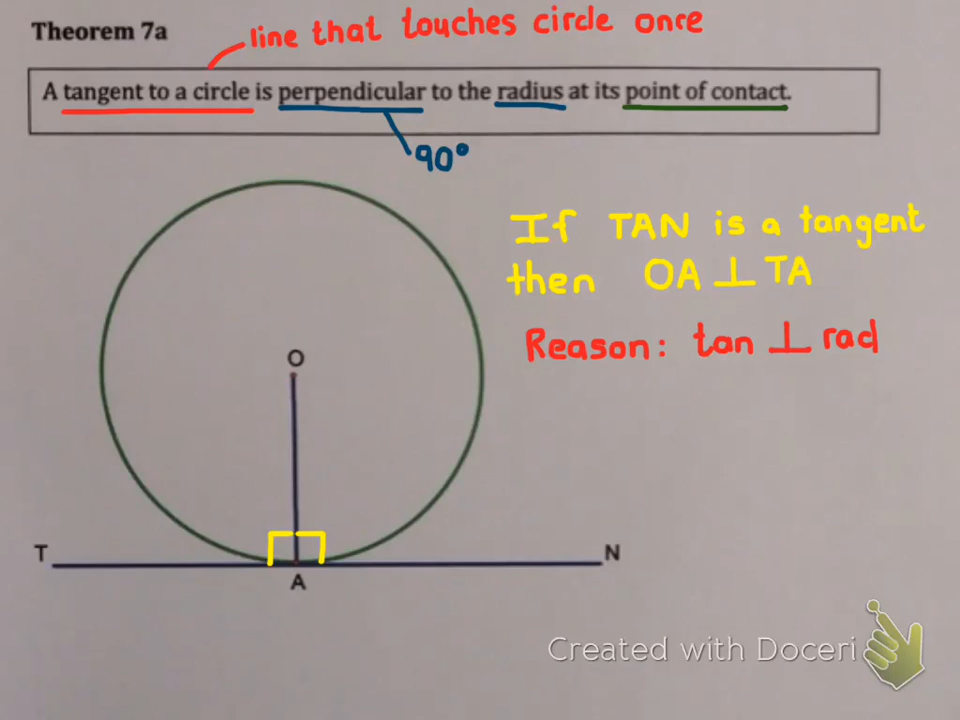 Theorem 7a
line that touches circle once
A tangent to a circle is perpendicular to the radius at its point of contact.
90°
If TAN is a tangent
then OA ⊥ TA
Reason: tan ⊥ rad
O
T
N
A
Created with Doceri